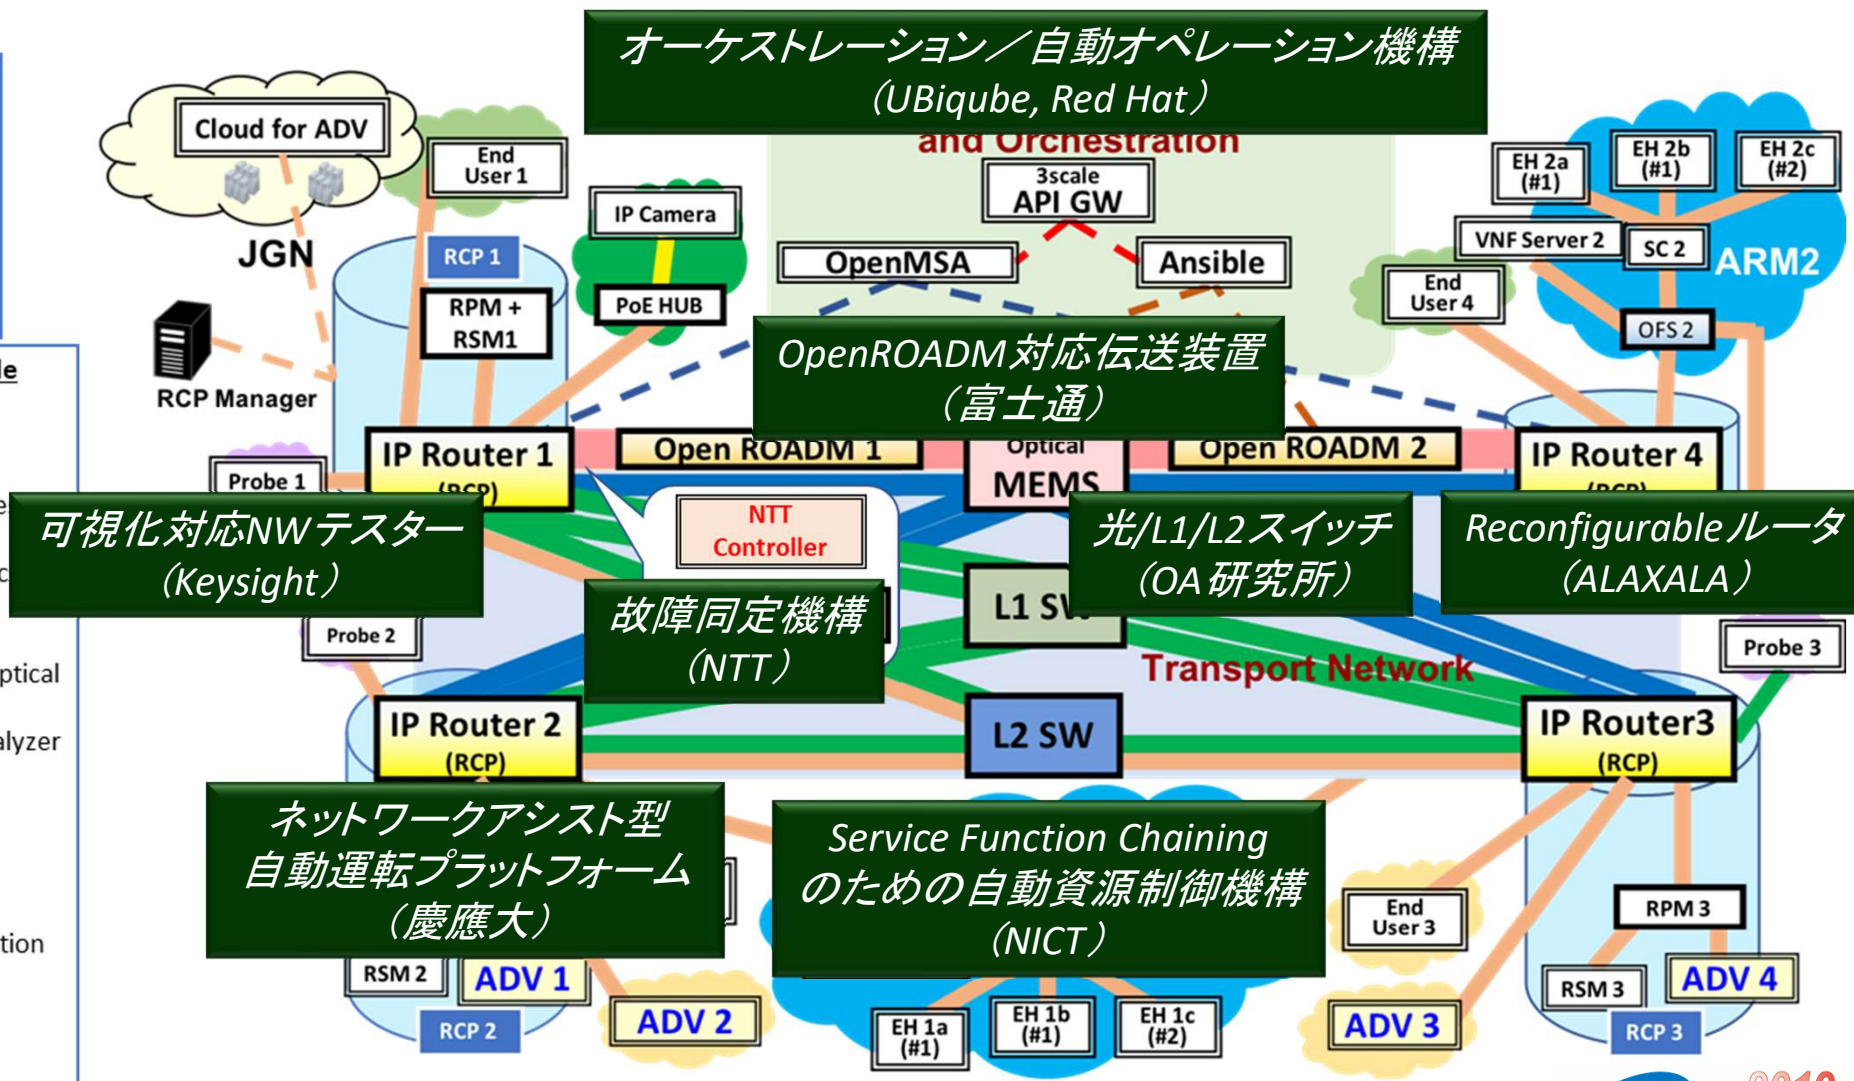 オーケストレーション／自動オペレーション機構
（UBiqube, Red Hat）
and Orchestration
Cloud for ADV
End
User 1
JGN
RCP 1
IP Camera
PoE HUB
RPM +
RSM1
RCP Manager
3scale
API GW
OpenMSA
Ansible
EH 2a
(#1)
EH 2b
(#1)
EH 2c
(#2)
VNF Server 2
SC 2
ARM2
End
User 4
OFS 2
OpenROADM対応伝送装置
（富士通）
IP Router 1
(RCP)
Open ROADM 1
Optical
MEMS
Open ROADM 2
IP Router 4
(RCP)
Probe 1
可視化対応NWテスター
（Keysight）
NTT
Controller
光/L1/L2スイッチ
（OA研究所）
Reconfigurableルータ
（ALAXALA）
故障同定機構
（NTT）
L1 SW
Probe 2
Probe 3
Transport Network
ptical
alyzer
IP Router 2
(RCP)
L2 SW
IP Router3
(RCP)
ネットワークアシスト型
自動運転プラットフォーム
（慶應大）
Service Function Chaining
のための自動資源制御機構
（NICT）
End
User 3
RPM 3
tion
RSM 2
ADV 1
RSM 3
ADV 4
RCP 2
ADV 2
EH 1a
(#1)
EH 1b
(#1)
EH 1c
(#2)
ADV 3
RCP 3